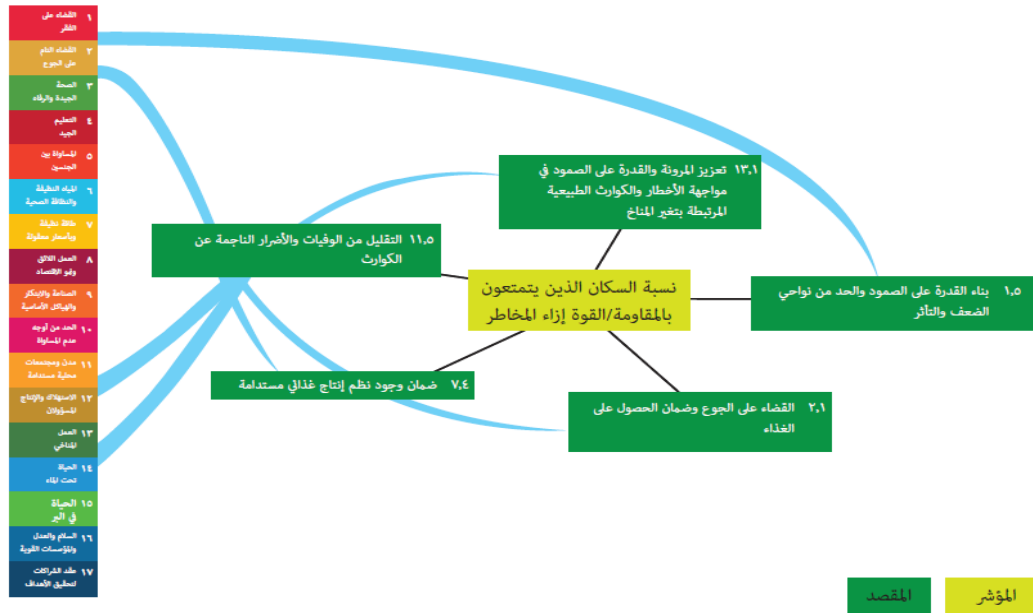 ١ القضاء على
الفقر
٢ القضاء التام
على الجوع
٣ الصحة
الجيدة والرفاه
٤ التعليم
الجيد
٥ المساواة بين
الجنسين
٦ المياه النظيفة
والنظافة الصحية
٧ طاقة نظيفة
وبأسعار معقولة
٨ العمل اللائق
ونمو الاقتصاد
٩ الصناعة والابتكار
والهياكل الأساسية
١٠ الحد من أوجه
عدم المساواة
١١ مدن ومجتمعات
محلية مستدامة
١٢ الاستهلاك والإنتاج
المسؤولان
١٣ العمل
المناخي
١٤ الحياة
تحت الماء
١٥ الحياة
في البر
١٦ السلام والعدل
والمؤسسات القوية
١٧ عقد الشراكات
لتحقيق الأهداف
١٣,١ تعزيز المرونة والقدرة على الصمود في
مواجهة الأخطار والكوارث الطبيعية
المرتبطة بتغير المناخ
١١,٥ التقليل من الوفيات والأضرار الناجمة عن
الكوارث
نسبة السكان الذين يتمتعون
بالمقاومة/القوة إزاء المخاطر
١,٥ بناء القدرة على الصمود والحد من نواحي
الضعف والتأثر
٧,٤ ضمان وجود نظم إنتاج غذائي مستدامة
٢,١ القضاء على الجوع وضمان الحصول على
الغذاء
المؤشر
المقصد